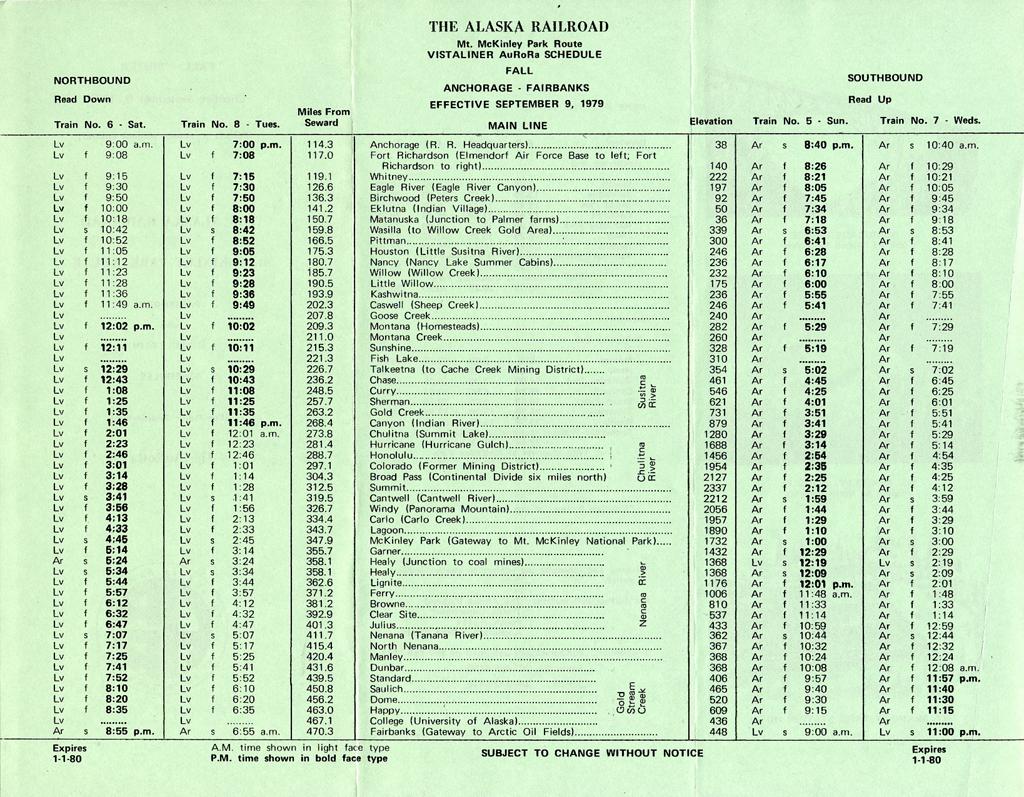 THE ALASKA RAILROAD
Mt. McKinley Park Route
VISTALINER AuRoRa SCHEDULE
FALL
ANCHORAGE - FAIRBANKS
EFFECTIVE SEPTEMBER 9, 1979
NORTHBOUND SOUTHBOUND
Read Down Read Up
Train No. 6 - Sat. Train No. 8 - Tues. Miles From Seward MAIN LINE Elevation Train No. 5 - Sun. Train No. 7 - Weds.
Lv 9:00 a.m. Lv 7:00 p.m. 114.3 Anchorage (R. R. Headquarters) 38 Ar s 8:40 p.m. Ar s 10:40 a.m.
Lv f 9:08 Lv f 7:08 117.0 Fort Richardson (Elmendorf Air Force Base to left; Fort
Richardson to right) 140 Ar f 8:26 Ar f 10:29
Lv f 9:15 Lv f 7:15 119.1 Whitney 222 Ar f 8:21 Ar f 10:21
Lv f 9:30 Lv f 7:30 126.6 Eagle River (Eagle River Canyon) 197 Ar f 8:05 Ar f 10:05
Lv f 9:50 Lv f 7:50 136.3 Birchwood (Peters Creek) 92 Ar f 7:45 Ar f 9:45
Lv f 10:00 Lv f 8:00 141.2 Eklutna (Indian Village) 50 Ar f 7:34 Ar f 9:34
Lv f 10:18 Lv f 8:18 150.7 Matanuska (Junction to Palmer farms) 36 Ar f 7:18 Ar f 9:18
Lv s 10:42 Lv s 8:42 159.8 Wasilla (to Willow Creek Gold Area) 339 Ar s 6:53 Ar s 8:53
Lv f 10:52 Lv f 8:52 166.5 Pittman 300 Ar f 6:41 Ar f 8:41
Lv f 11:05 Lv f 9:05 175.3 Houston (Little Susitna River) 246 Ar f 6:28 Ar f 8:28
Lv f 11:12 Lv f 9:12 180.7 Nancy (Nancy Lake Summer Cabins) 236 Ar f 6:17 Ar f 8:17
Lv f 11:23 Lv f 9:23 185.7 Willow (Willow Creek) 232 Ar f 6:10 Ar f 8:10
Lv f 11:28 Lv f 9:28 190.5 Little Willow 175 Ar f 6:00 Ar f 8:00
Lv f 11:36 Lv f 9:36 193.9 Kashwitna 236 Ar f 5:55 Ar f 7:55
Lv f 11:49 a.m. Lv f 9:49 202.3 Caswell (Sheep Creek) 246 Ar f 5:41 Ar f 7:41
Lv ........ Lv ........ 207.8 Goose Creek 240 Ar ........ Ar ........
Lv f 12:02 p.m. Lv f 10:02 209.3 Montana (Homesteads) 282 Ar f 5:29 Ar f 7:29
Lv ........ Lv ........ 211.0 Montana Creek 260 Ar ........ Ar ........
Lv f 12:11 Lv f 10:11 215.3 Sunshine 328 Ar f 5:19 Ar f 7:19
Lv ........ Lv ........ 221.3 Fish Lake 310 Ar ........ Ar ........
Lv s 12:29 Lv s 10:29 226.7 Talkeetna (to Cache Creek Mining District) 354 Ar s 5:02 Ar s 7:02
Lv f 12:43 Lv f 10:43 236.2 Chase 461 Ar f 4:45 Ar f 6:45
Lv f 1:08 Lv f 11:08 248.5 Curry 546 Ar f 4:25 Ar f 6:25
Lv f 1:25 Lv f 11:25 257.7 Sherman 621 Ar f 4:01 Ar f 6:01
Lv f 1:35 Lv f 11:35 263.2 Gold Creek 731 Ar f 3:51 Ar f 5:51
Susitna River
Lv f 1:46 Lv f 11:46 p.m. 268.4 Canyon (Indian River) 879 Ar f 3:41 Ar f 5:41
Lv f 2:01 Lv f 12:01 a.m. 273.8 Chulitna (Summit Lake) 1280 Ar f 3:29 Ar f 5:29
Lv f 2:23 Lv f 12:23 281.4 Hurricane (Hurricane Gulch) 1688 Ar f 3:14 Ar f 5:14
Lv f 2:46 Lv f 12:46 288.7 Honolulu 1456 Ar f 2:54 Ar f 4:54
Lv f 3:01 Lv f 1:01 297.1 Colorado (Former Mining District) 1954 Ar f 2:35 Ar f 4:35
Lv f 3:14 Lv f 1:14 304.3 Broad Pass (Continental Divide six miles north) 2127 Ar f 2:25 Ar f 4:25
Chulitna River
Lv f 3:28 Lv f 1:28 312.5 Summit 2337 Ar f 2:12 Ar f 4:12
Lv s 3:41 Lv s 1:41 319.5 Cantwell (Cantwell River) 2212 Ar s 1:59 Ar s 3:59
Lv f 3:56 Lv f 1:56 326.7 Windy (Panorama Mountain) 2056 Ar f 1:44 Ar f 3:44
Lv f 4:13 Lv f 2:13 334.4 Carlo (Carlo Creek) 1957 Ar f 1:29 Ar f 3:29
Lv f 4:33 Lv f 2:33 343.7 Lagoon 1890 Ar f 1:10 Ar f 3:10
Lv s 4:45 Lv s 2:45 347.9 McKinley Park (Gateway to Mt. McKinley National Park) 1732 Ar s 1:00 Ar s 3:00
Lv f 5:14 Lv f 3:14 355.7 Garner 1432 Ar f 12:29 Ar f 2:29
Ar s 5:24 Ar s 3:24 358.1 Healy (Junction to coal mines) 1368 Lv s 12:19 Lv s 2:19
Lv s 5:34 Lv s 3:34 358.1 Healy 1368 Ar s 12:09 Ar s 2:09
Lv f 5:44 Lv f 3:44 362.6 Lignite 1176 Ar f 12:01 p.m. Ar f 2:01
Lv f 5:57 Lv f 3:57 371.2 Ferry 1006 Ar f 11:48 a.m. Ar f 1:48
Lv f 6:12 Lv f 4:12 381.2 Browne 810 Ar f 11:33 Ar f 1:33
Lv f 6:32 Lv f 4:32 392.9 Clear Site 537 Ar f 11:14 Ar f 1:14
Lv f 6:47 Lv f 4:47 401.3 Julius 433 Ar f 10:59 Ar f 12:59
Nenana River
Lv s 7:07 Lv s 5:07 411.7 Nenana (Tanana River) 362 Ar s 10:44 Ar s 12:44
Lv f 7:17 Lv f 5:17 415.4 North Nenana 367 Ar f 10:32 Ar f 12:32
Lv f 7:25 Lv f 5:25 420.4 Manley 368 Ar f 10:24 Ar f 12:24
Lv f 7:41 Lv f 5:41 431.6 Dunbar 368 Ar f 10:08 Ar f 12:08 a.m.
Lv f 7:52 Lv f 5:52 439.5 Standard 406 Ar f 9:57 Ar f 11:57 p.m.
Lv f 8:10 Lv f 6:10 450.8 Saulich 465 Ar f 9:40 Ar f 11:40
Lv f 8:20 Lv f 6:20 456.2 Dome 520 Ar f 9:30 Ar f 11:30
Lv f 8:35 Lv f 6:35 463.0 Happy 609 Ar f 9:15 Ar f 11:15
Gold Stream Creek
Lv ........ Lv ........ 467.1 College (University of Alaska) 436 Ar ........ Ar ........
Ar s 8:55 p.m. Ar s 6:55 a.m. 470.3 Fairbanks (Gateway to Arctic Oil Fields) 448 Lv s 9:00 a.m. Lv s 11:00 p.m.
Expires A.M. time shown in light face type Expires
1-1-80 P.M. time shown in bold face type SUBJECT TO CHANGE WITHOUT NOTICE 1-1-80